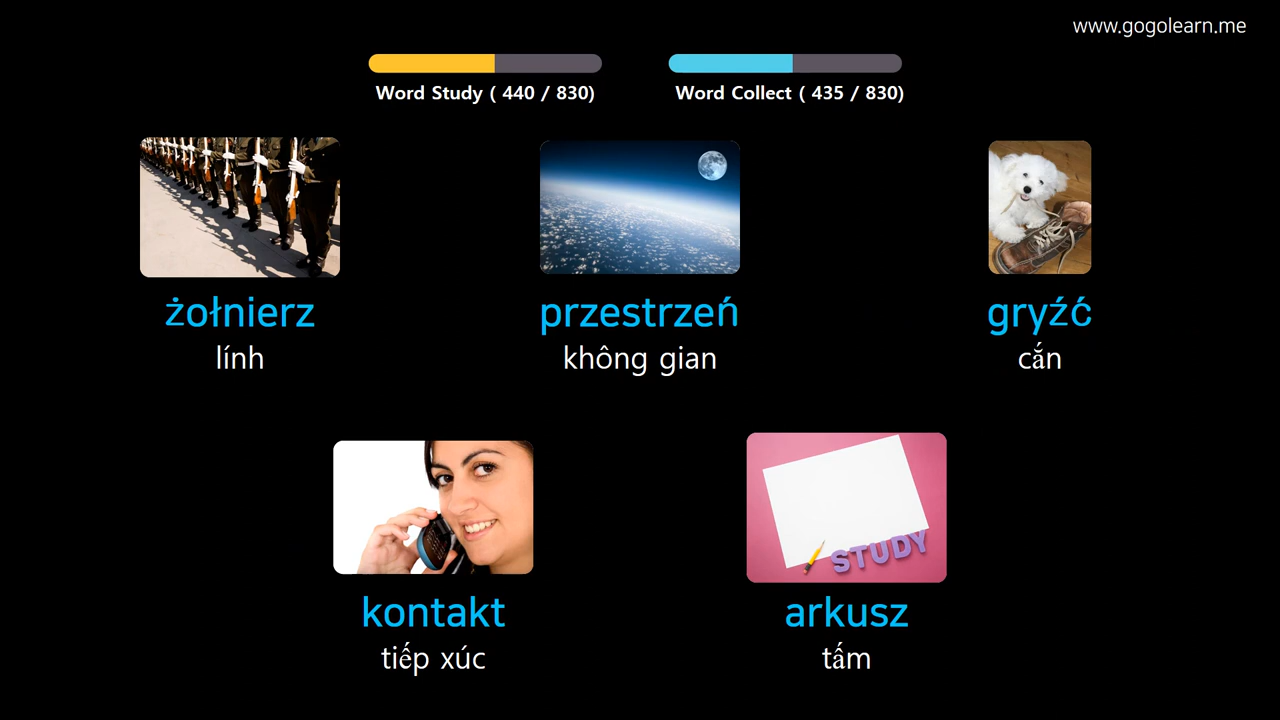 www.gogolearn.me
Word Study ( 440 / 830)
Word Collect ( 435 / 830)
żołnierz
lính
przestrzeń
không gian
gryźć
cắn
kontakt
tiếp xúc
STUDY
arkusz
tấm